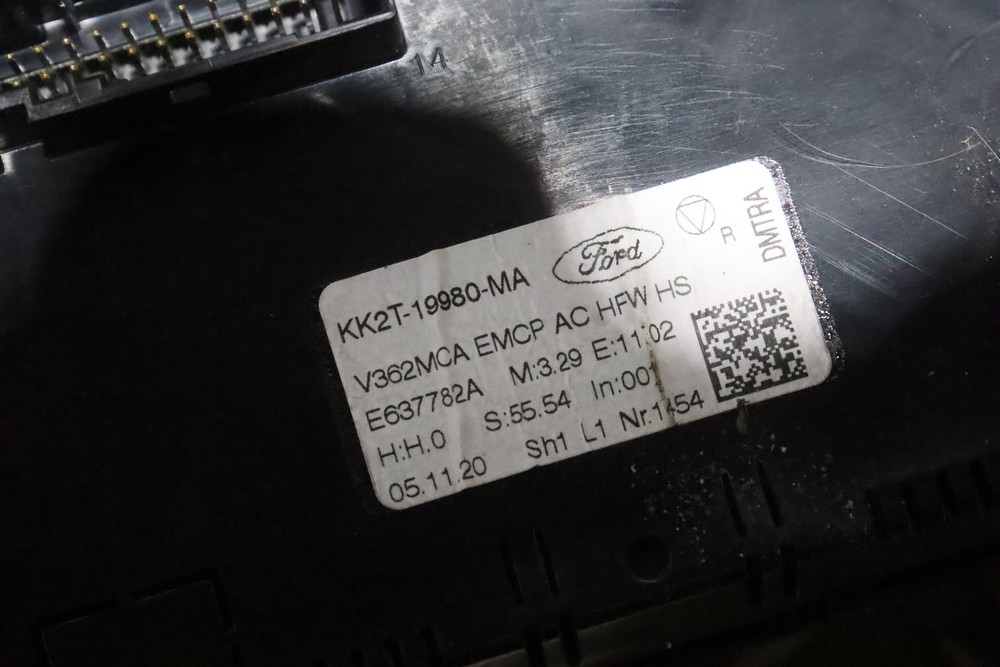 14
Ford
R
DMTRA
KK2T-19980-MA
V362MCA EMCP AC HFW HS
E637782A M:3.29 E:11.02
H:H.0 S:55.54 In:001
05.11.20 Sh1 L1 Nr.1454